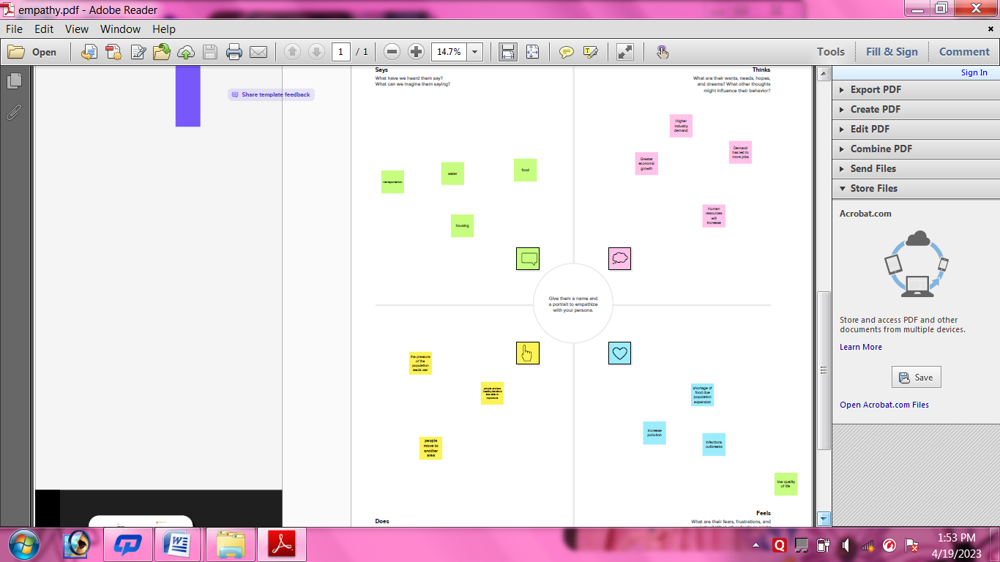 empathy.pdf - Adobe Reader
File Edit View Window Help
Open
1 / 1
14.7%
Tools
Fill & Sign
Comment
Sign In
Export PDF
Create PDF
Edit PDF
Combine PDF
Send Files
Store Files
Acrobat.com
Store and access PDF and other
documents from multiple devices.
Learn More
Save
Open Acrobat.com Files
Share template feedback
Says
What have we heard them say?
What can we magine them saying?
Thinks
What are their wants, needs, hopes,
and dreams? What other thoughts
might influence their behavior?
transportation
water
food
housing
Higher
industry
demand
Demand
has led to
more jobs
Greater
economic
growth
Human
resources
will
increase
Give them a name and
a portrait to empathize
with your persona.
the pressure
of the
population
leads war
people are less
reproduce
people
move to
another
area
shortage of
food due
population
expansion
Increase
pollution
infections
outbreaks
low quality
of life
Does
Feels
What are their fears, frustrations, and
1:53 PM
4/19/2023